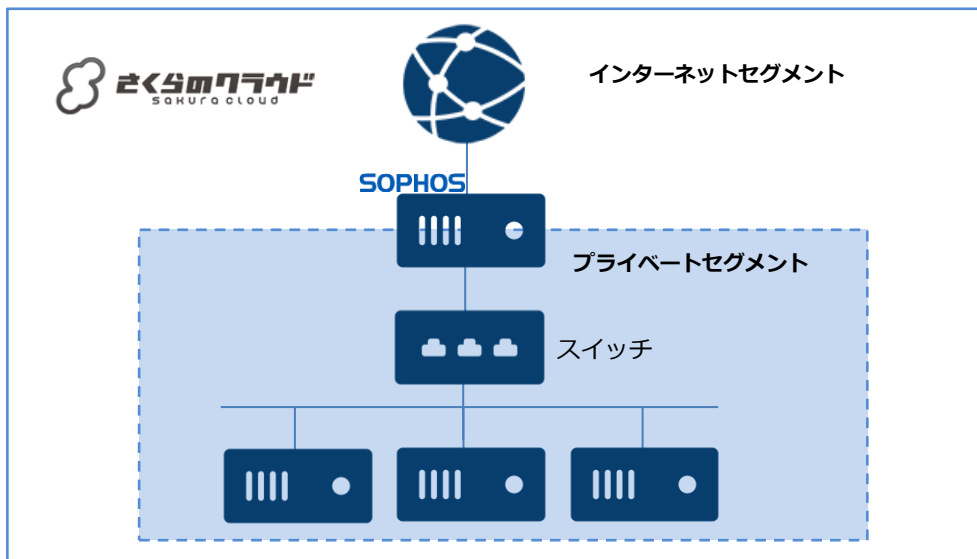 さくらのクラウド
sakura cloud
インターネットセグメント
SOPHOS
プライベートセグメント
スイッチ